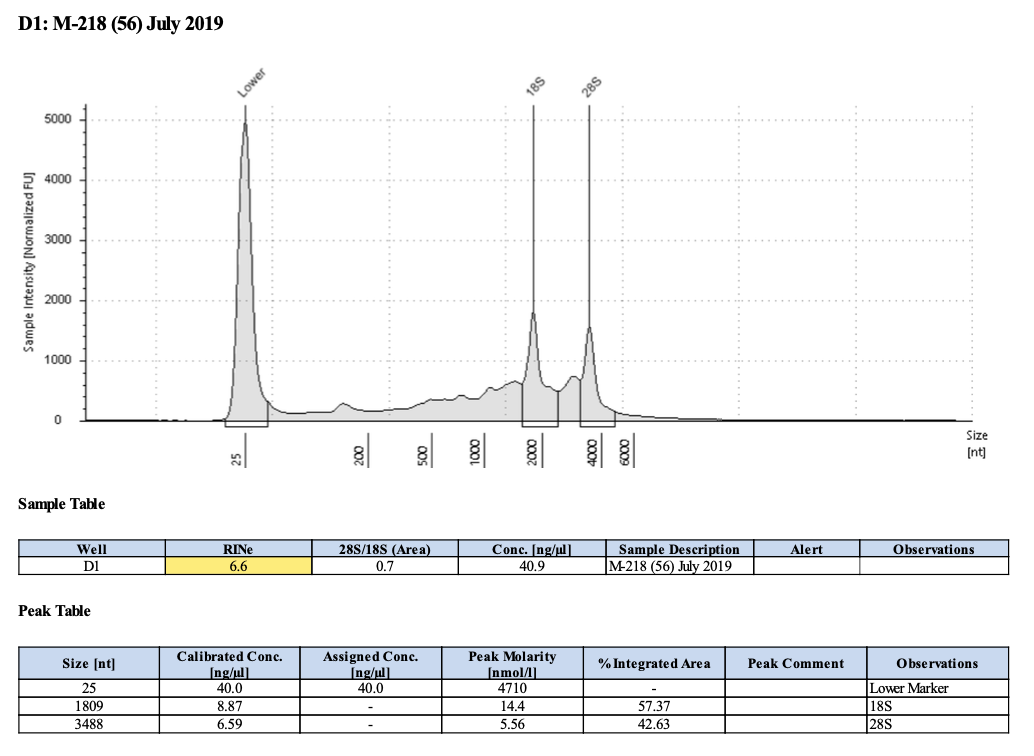 D1: M-218 (56) July 2019
Lower
18S
28S
Sample Intensity [Normalized FU]
5000
4000
3000
2000
1000
0
25
200
500
1000
2000
4000
6000
Size
[nt]
Sample Table
Well RINe 28S/18S (Area) Conc. [ng/µl] Sample Description Alert Observations
D1 6.6 0.7 40.9 M-218 (56) July 2019
Peak Table
Size [nt] Calibrated Conc. [ng/µl] Assigned Conc. [ng/µl] Peak Molarity [nmol/l] % Integrated Area Peak Comment Observations
25 40.0 40.0 4710 - Lower Marker
1809 8.87 - 14.4 57.37 18S
3488 6.59 - 5.56 42.63 28S